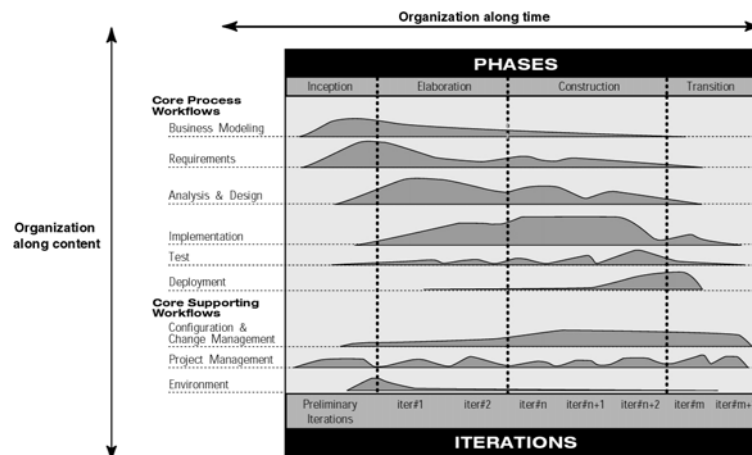 Organization along time
PHASES
Inception Elaboration Construction Transition
Core Process
Workflows
Business Modeling
Requirements
Analysis & Design
Organization
along content
Implementation
Test
Deployment
Core Supporting
Workflows
Configuration &
Change Management
Project Management
Environment
Preliminary
Iterations
iter#1 iter#2 iter#n iter#n+1 iter#n+2 iter#m iter#m+
ITERATIONS